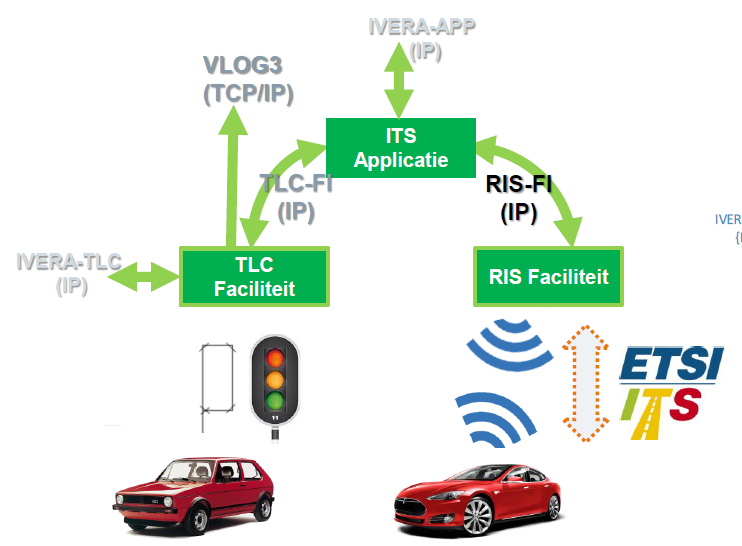 IVERA-APP
(IP)
VLOG3
(TCP/IP)
ITS
Applicatie
TLC-FI
(IP)
RIS-FI
(IP)
IVER
IVERA-TLC
(IP)
TLC
Faciliteit
RIS Faciliteit
ETSI
ITS
11